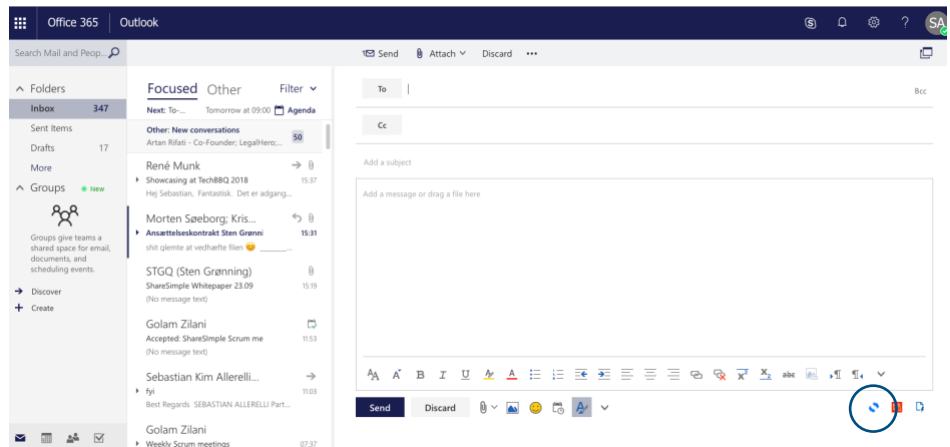 Office 365 Outlook
SA
Search Mail and Peop...
Send Attach Discard
Folders
Inbox 347
Sent Items
Drafts 17
More
Groups New
Groups give teams a
shared space for email,
documents, and
scheduling events.
Discover
Create
Focused Other Filter
Next: To-... Tomorrow at 09:00 Agenda
Other: New conversations
Artan Rifati - Co-Founder; LegalHero;... 50
René Munk
Showcasing at TechBBQ 2018 15:37
Hej Sebastian, Fantastisk. Det er adgang...
Morten Søeborg; Kris...
Ansættelseskontrakt Sten Grønni 15:31
shit glemte at vedhæfte filen 😊 _______...
STGQ (Sten Grønning)
ShareSimple Whitepaper 23.09 15:19
(No message text)
Golam Zilani
Accepted: ShareSImple Scrum me 11:53
(No message text)
Sebastian Kim Allerelli...
fyi 11:03
Best Regards SEBASTIAN ALLERELLI Part...
Golam Zilani
Weekly Scrum meetings 07:37
To Bcc
Cc
Add a subject
Add a message or drag a file here
Send Discard